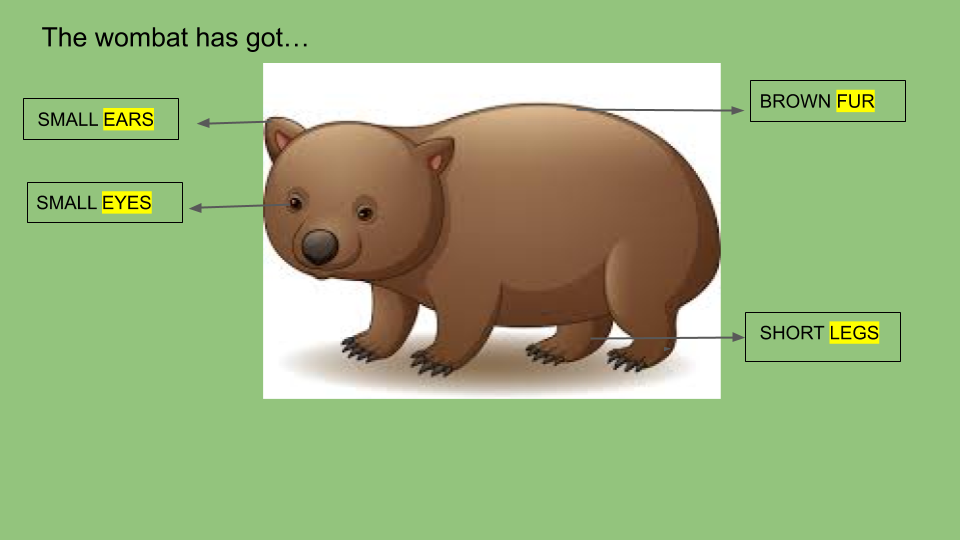 The wombat has got…
SMALL EARS
BROWN FUR
SMALL EYES
SHORT LEGS